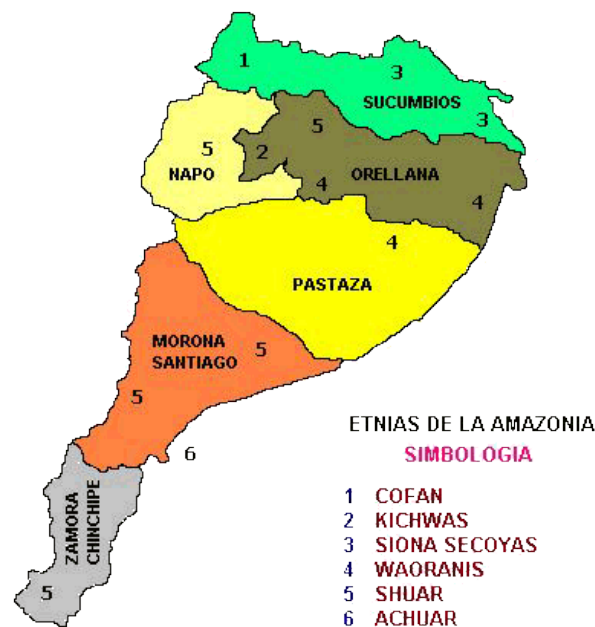 1
3
SUCUMBIOS
3
5
5
2
NAPO
ORELLANA
4
4
4
PASTAZA
MORONA
SANTIAGO
5
5
6
ZAMORA
CHINCHIPE
5
ETNIAS DE LA AMAZONIA
SIMBOLOGIA
1 COFAN
2 KICHWAS
3 SIONA SECOYAS
4 WAORANIS
5 SHUAR
6 ACHUAR